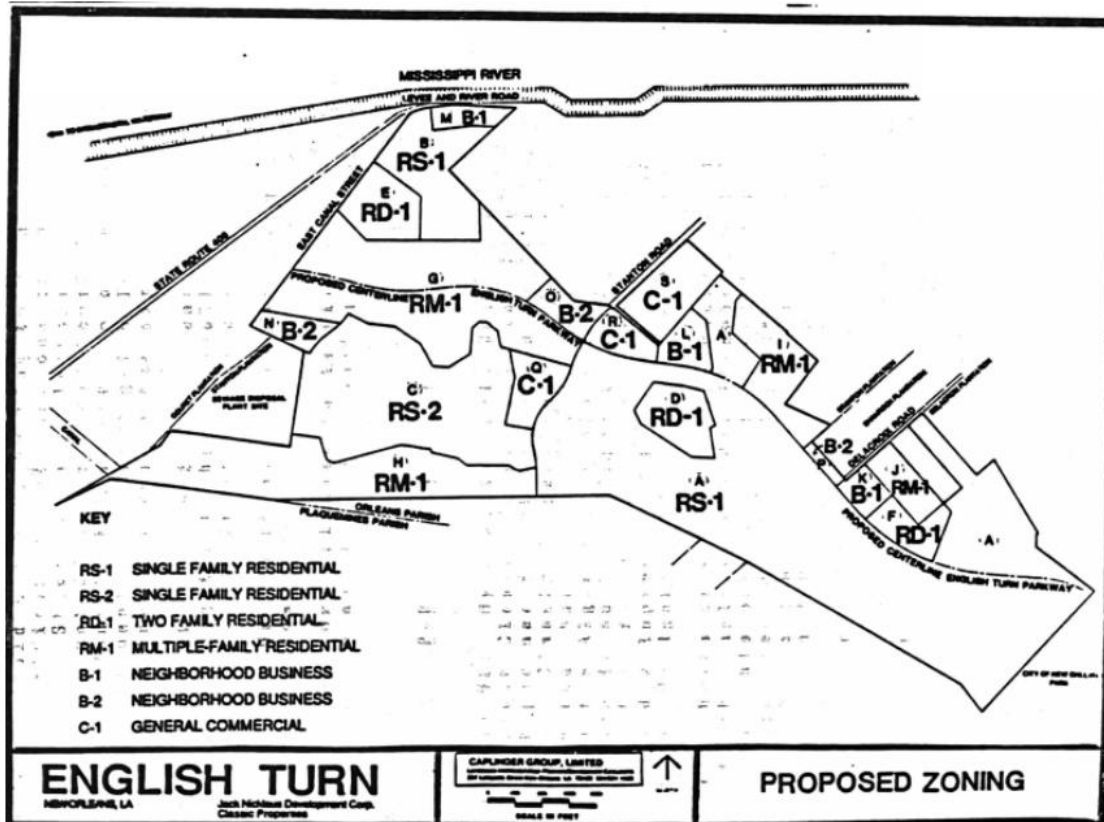 MISSISSIPPI RIVER
LEVEE AND RIVER ROAD
M B-1
B
RS-1
E
RD-1
EAST CANAL STREET
STATE ROUTE 406
STANTON ROAD
G
RM-1
PROPOSED CENTERLINE ENGLISH TURN PARKWAY
O
B-2
S
C-1
R
C-1
L
B-1
A
I
RM-1
N B-2
SEWAGE DISPOSAL
PLANT SITE
C
RS-2
Q
C-1
D
RD-1
B-2
P
DELACROIX ROAD
K
B-1
J
RM-1
F
RD-1
A
RS-1
A
H
RM-1
CANAL
ORLEANS PARISH
PLAQUEMINES PARISH
PROPOSED CENTERLINE ENGLISH TURN PARKWAY
KEY
RS-1 SINGLE FAMILY RESIDENTIAL
RS-2 SINGLE FAMILY RESIDENTIAL
RD-1 TWO FAMILY RESIDENTIAL
RM-1 MULTIPLE-FAMILY RESIDENTIAL
B-1 NEIGHBORHOOD BUSINESS
B-2 NEIGHBORHOOD BUSINESS
C-1 GENERAL COMMERCIAL
ENGLISH TURN
NEW ORLEANS, LA
Jack Nicklaus Development Corp.
Classic Properties
CAPLINGER GROUP, LIMITED
SCALE IN FEET
NORTH
PROPOSED ZONING